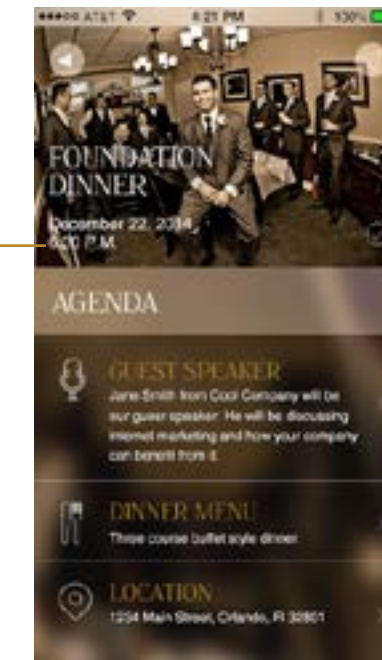 AT&T 8:21 PM 100%
FOUNDATION
DINNER
December 22, 2014
P.M.
AGENDA
GUEST SPEAKER
Jane Smith from Cool Company will be
our guest speaker. He will be discussing
internet marketing and how your company
can benefit from it.
DINNER MENU
Three course buffet style dinner.
LOCATION
1234 Main Street, Orlando, Fl 32801